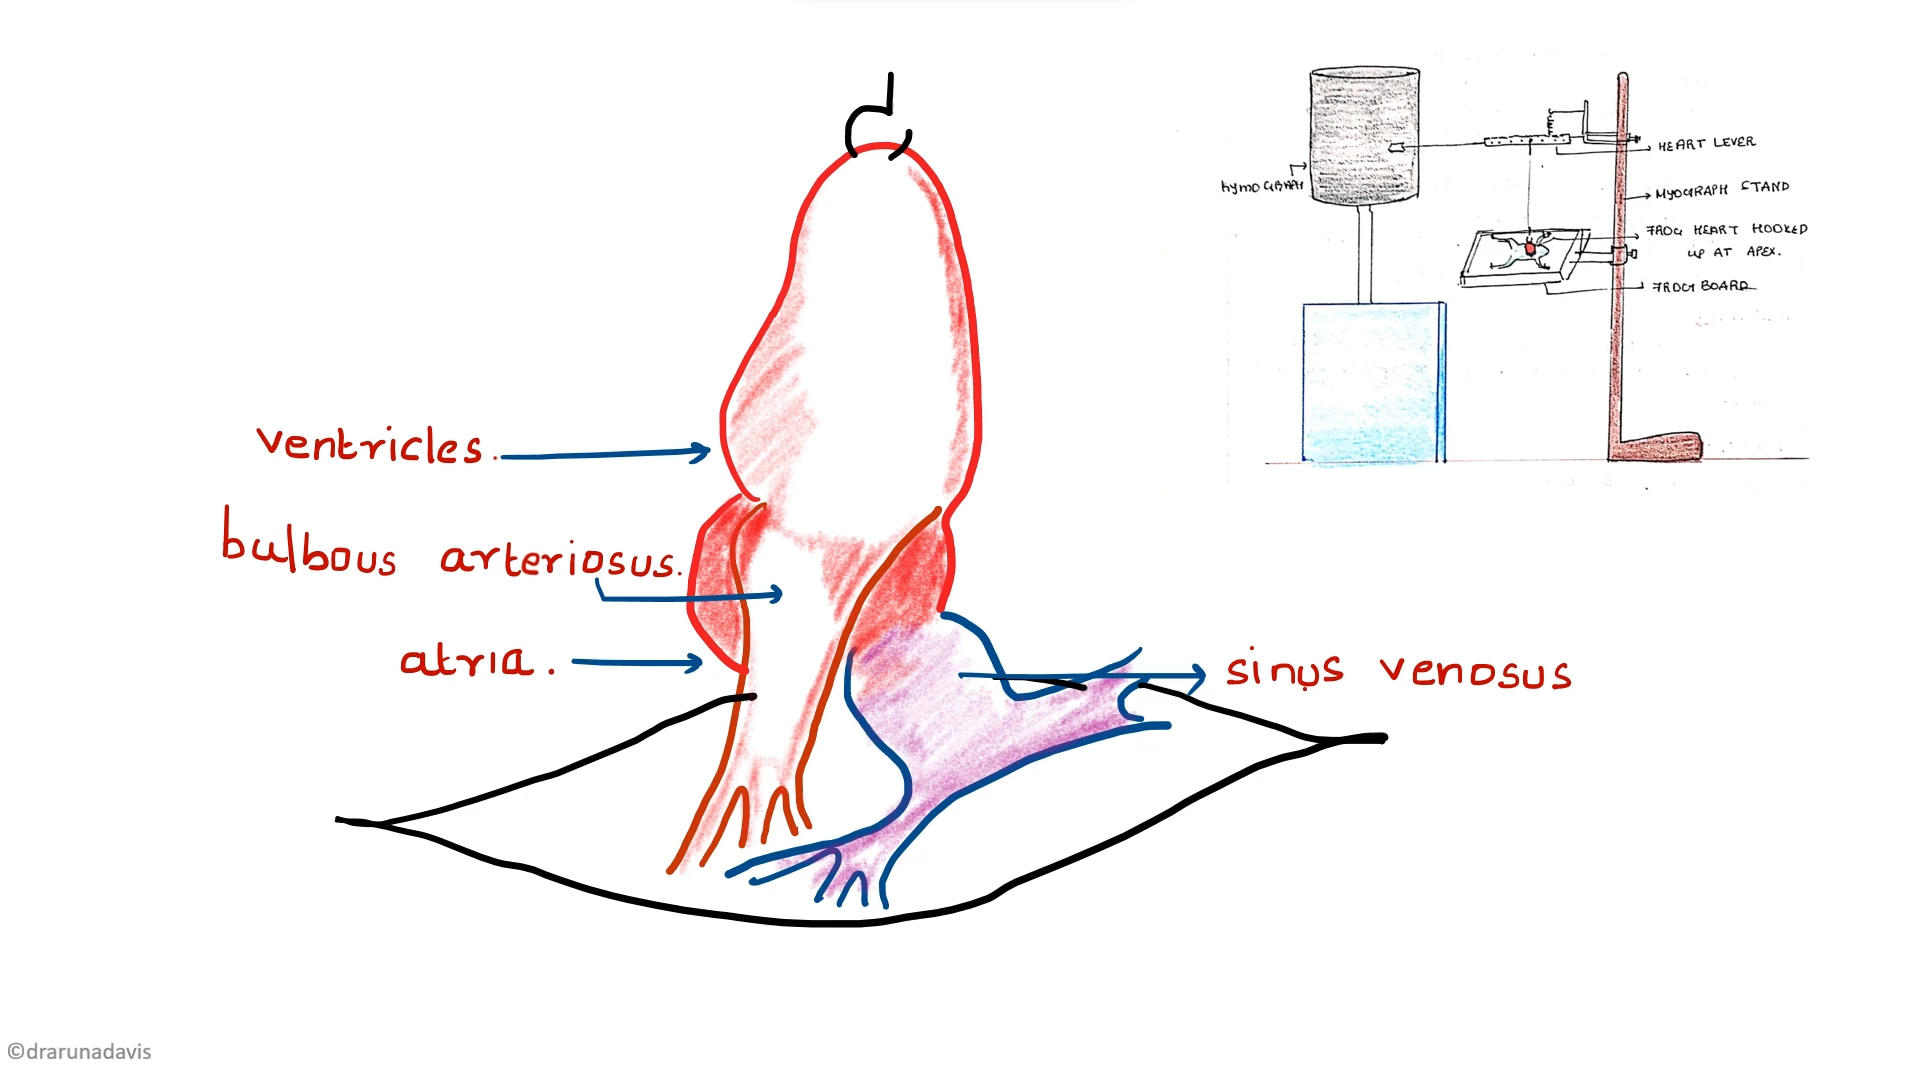 ventricles.
bulbous arteriosus.
atria.
sinus venosus
kymoGRAPH
HEART LEVER
MYOGRAPH STAND
FROG HEART HOOKED
UP AT APEX.
FROG BOARD
©drarunadavis